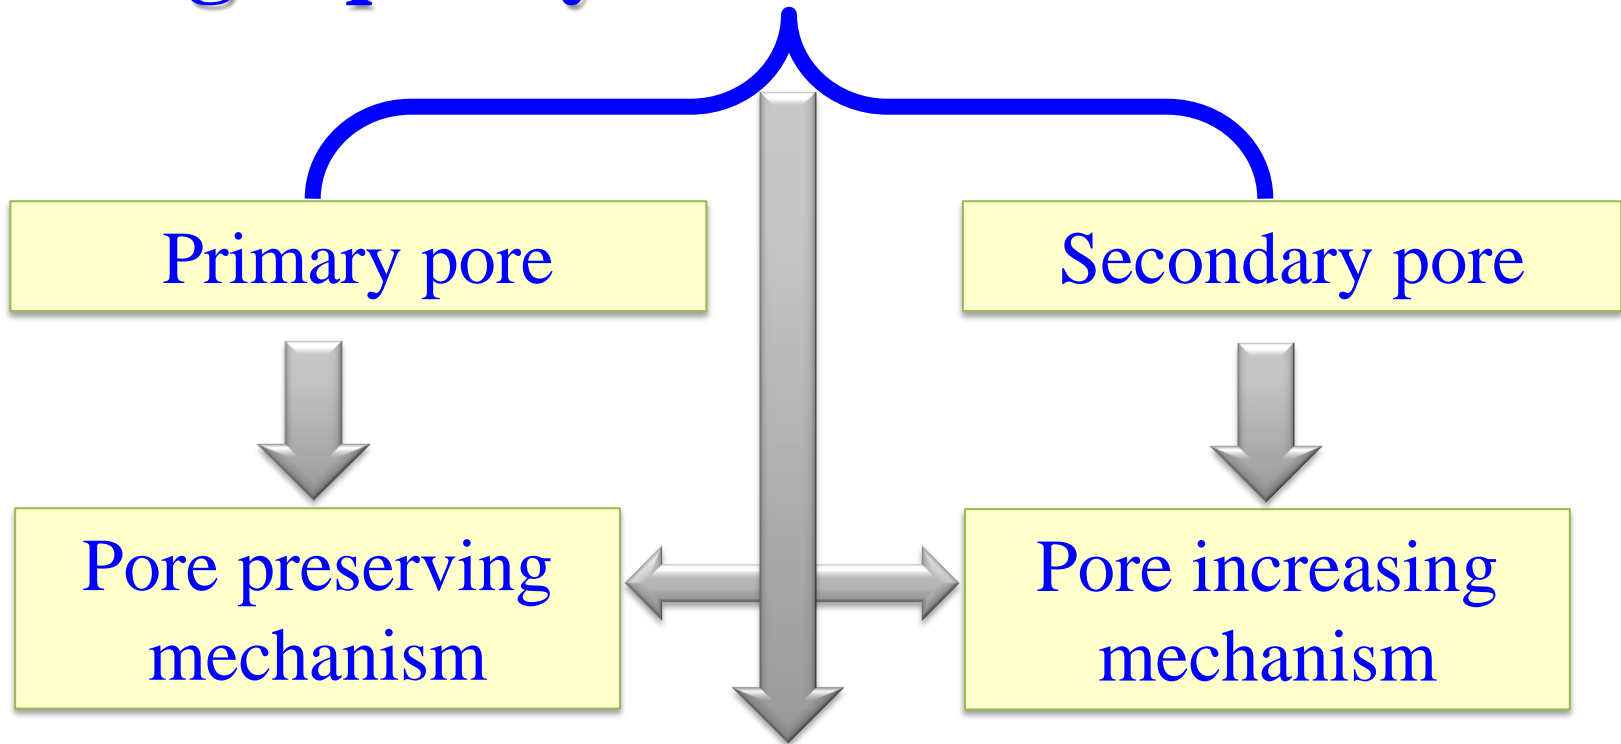 Primary pore
Secondary pore
Pore preserving
mechanism
Pore increasing
mechanism